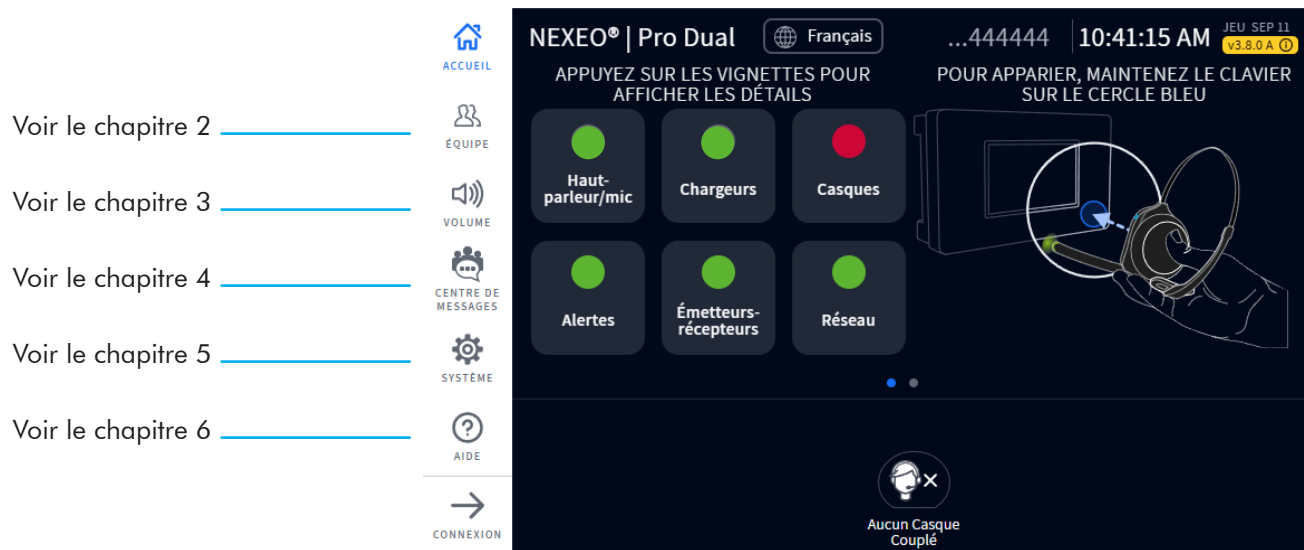 Voir le chapitre 2
Voir le chapitre 3
Voir le chapitre 4
Voir le chapitre 5
Voir le chapitre 6
ACCUEIL
ÉQUIPE
VOLUME
CENTRE DE
MESSAGES
SYSTÈME
AIDE
CONNEXION
NEXEO® | Pro Dual
Français
...444444
10:41:15 AM
JEU SEP 11
v3.8.0 A
APPUYEZ SUR LES VIGNETTES POUR
AFFICHER LES DÉTAILS
Haut-
parleur/mic
Chargeurs
Casques
Alertes
Émetteurs-
récepteurs
Réseau
POUR APPARIER, MAINTENEZ LE CLAVIER
SUR LE CERCLE BLEU
Aucun Casque
Couplé